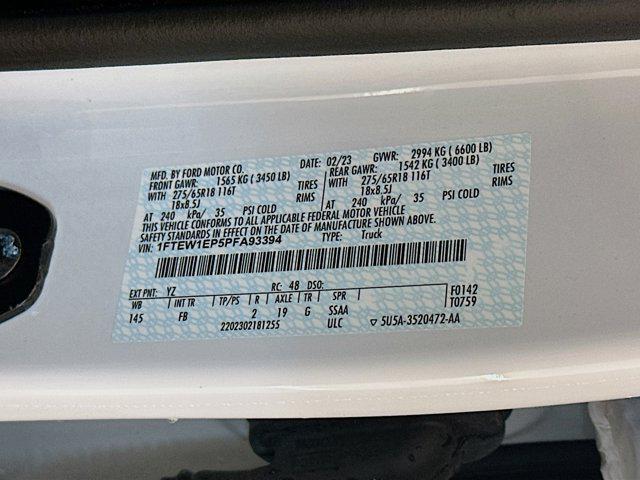 MFD. BY FORD MOTOR CO. DATE: 02/23 GVWR: 2994 KG ( 6600 LB)
FRONT GAWR: 1565 KG ( 3450 LB) REAR GAWR: 1542 KG ( 3400 LB)
WITH 275/65R18 116T TIRES WITH 275/65R18 116T TIRES
18x8.5J RIMS 18x8.5J RIMS
AT 240 kPa/ 35 PSI COLD AT 240 kPa/ 35 PSI COLD
THIS VEHICLE CONFORMS TO ALL APPLICABLE FEDERAL MOTOR VEHICLE
SAFETY STANDARDS IN EFFECT ON THE DATE OF MANUFACTURE SHOWN ABOVE.
VIN: 1FTEW1EP5PFA93394 TYPE: Truck
EXT PNT: YZ RC: 48 DSO: F0142
WB INT TR TP/PS R AXLE TR SPR T0759
145 FB 2 19 G SSAA
2202302181255 ULC ▽ 5U5A-3520472-AA